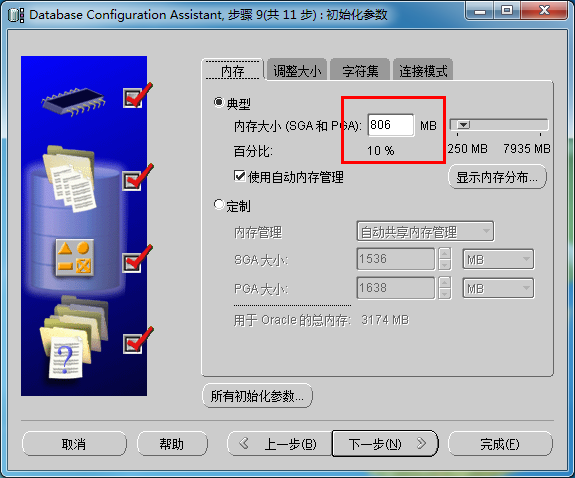 Database Configuration Assistant, 步骤 9(共 11 步) : 初始化参数
内存 调整大小 字符集 连接模式
典型
内存大小 (SGA 和 PGA): 806 MB
百分比: 10 % 250 MB 7935 MB
使用自动内存管理 显示内存分布...
定制
内存管理 自动共享内存管理
SGA 大小: 1536 MB
PGA 大小: 1638 MB
用于 Oracle 的总内存: 3174 MB
所有初始化参数...
取消 帮助 上一步(B) 下一步(N) 完成(F)